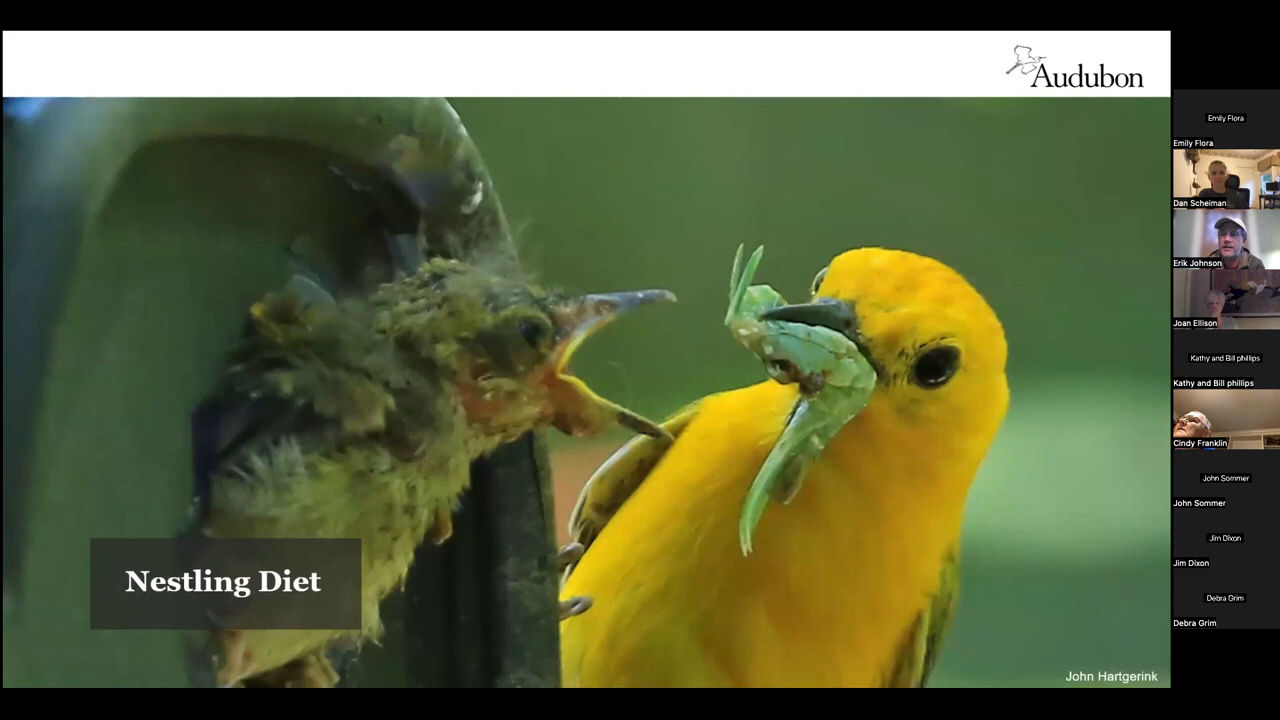 Audubon
Nestling Diet
John Hartgerink
Emily Flora
Emily Flora
Dan Scheiman
Erik Johnson
Joan Ellison
Kathy and Bill phillips
Kathy and Bill phillips
Cindy Franklin
John Sommer
John Sommer
Jim Dixon
Jim Dixon
Debra Grim
Debra Grim